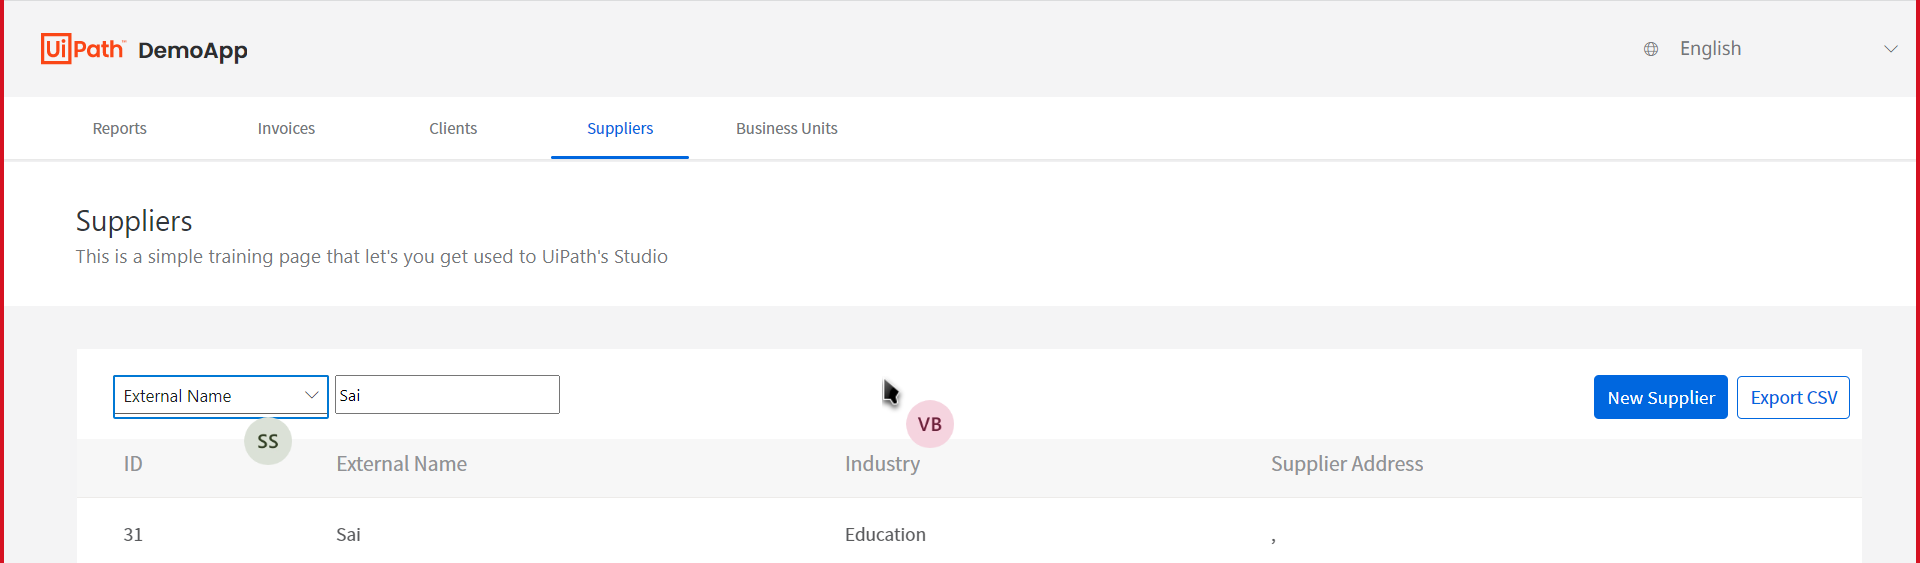 UiPath™ DemoApp
English
Reports Invoices Clients Suppliers Business Units
Suppliers
This is a simple training page that let's you get used to UiPath's Studio
External Name Sai New Supplier Export CSV
SS VB
ID External Name Industry Supplier Address
31 Sai Education ,